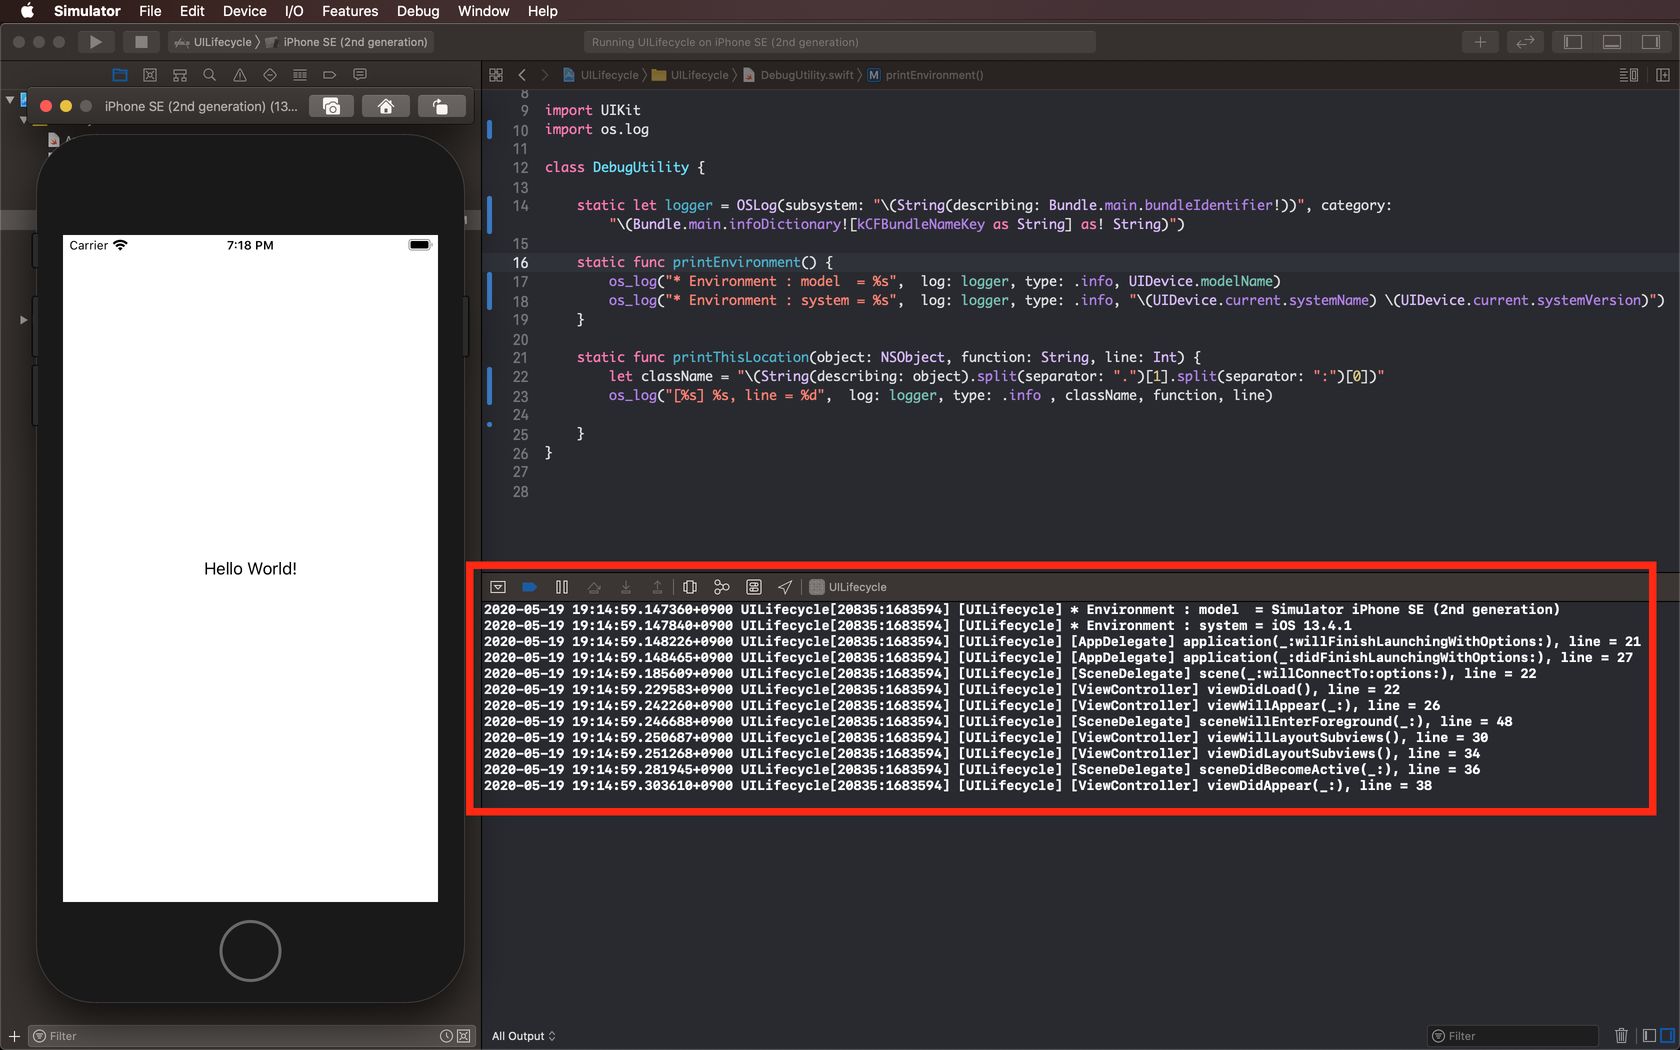 Simulator File Edit Device I/O Features Debug Window Help
UILifecycle 〉 iPhone SE (2nd generation)
Running UILifecycle on iPhone SE (2nd generation)
UILifecycle 〉 UILifecycle 〉 DebugUtility.swift 〉 M printEnvironment()
iPhone SE (2nd generation) (13...
Carrier 7:18 PM
Hello World!
Filter
8
9 import UIKit
10 import os.log
11
12 class DebugUtility {
13
14 static let logger = OSLog(subsystem: "\(String(describing: Bundle.main.bundleIdentifier!))", category:
"\(Bundle.main.infoDictionary![kCFBundleNameKey as String] as! String)")
15
16 static func printEnvironment() {
17 os_log("* Environment : model  = %s",  log: logger, type: .info, UIDevice.modelName)
18 os_log("* Environment : system = %s",  log: logger, type: .info, "\(UIDevice.current.systemName) \(UIDevice.current.systemVersion)")
19 }
20
21 static func printThisLocation(object: NSObject, function: String, line: Int) {
22 let className = "\(String(describing: object).split(separator: ".")[1].split(separator: ":")[0])"
23 os_log("[%s] %s, line = %d",  log: logger, type: .info , className, function, line)
24
25 }
26 }
27
28
UILifecycle
2020-05-19 19:14:59.147360+0900 UILifecycle[20835:1683594] [UILifecycle] * Environment : model  = Simulator iPhone SE (2nd generation)
2020-05-19 19:14:59.147840+0900 UILifecycle[20835:1683594] [UILifecycle] * Environment : system = iOS 13.4.1
2020-05-19 19:14:59.148226+0900 UILifecycle[20835:1683594] [UILifecycle] [AppDelegate] application(_:willFinishLaunchingWithOptions:), line = 21
2020-05-19 19:14:59.148465+0900 UILifecycle[20835:1683594] [UILifecycle] [AppDelegate] application(_:didFinishLaunchingWithOptions:), line = 27
2020-05-19 19:14:59.185609+0900 UILifecycle[20835:1683594] [UILifecycle] [SceneDelegate] scene(_:willConnectTo:options:), line = 22
2020-05-19 19:14:59.229583+0900 UILifecycle[20835:1683594] [UILifecycle] [ViewController] viewDidLoad(), line = 22
2020-05-19 19:14:59.242260+0900 UILifecycle[20835:1683594] [UILifecycle] [ViewController] viewWillAppear(_:), line = 26
2020-05-19 19:14:59.246688+0900 UILifecycle[20835:1683594] [UILifecycle] [SceneDelegate] sceneWillEnterForeground(_:), line = 48
2020-05-19 19:14:59.250687+0900 UILifecycle[20835:1683594] [UILifecycle] [ViewController] viewWillLayoutSubviews(), line = 30
2020-05-19 19:14:59.251268+0900 UILifecycle[20835:1683594] [UILifecycle] [ViewController] viewDidLayoutSubviews(), line = 34
2020-05-19 19:14:59.281945+0900 UILifecycle[20835:1683594] [UILifecycle] [SceneDelegate] sceneDidBecomeActive(_:), line = 36
2020-05-19 19:14:59.303610+0900 UILifecycle[20835:1683594] [UILifecycle] [ViewController] viewDidAppear(_:), line = 38
All Output
Filter